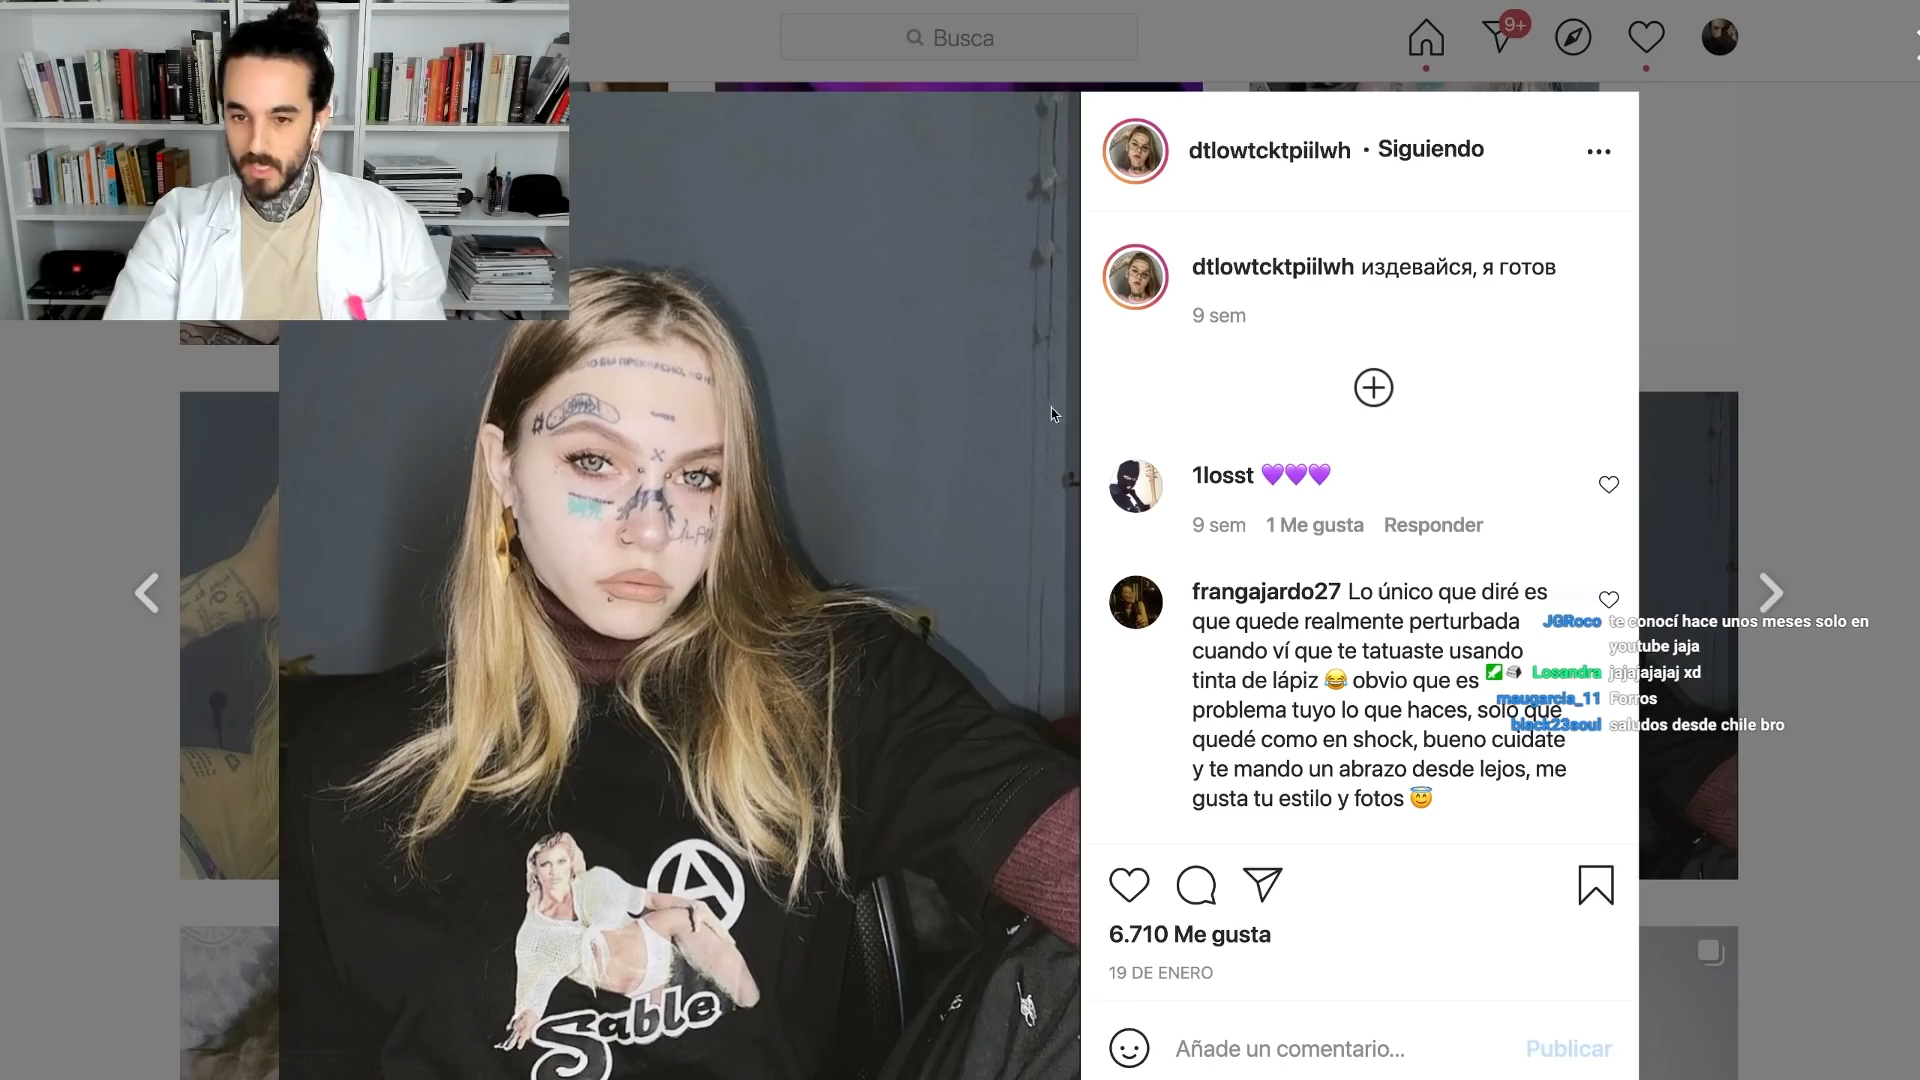 Busca
9+
dtlowtcktpiilwh • Siguiendo
dtlowtcktpiilwh издевайся, я готов
9 sem
1losst 💜💜💜
9 sem 1 Me gusta Responder
frangajardo27 Lo único que diré es
que quede realmente perturbada
cuando ví que te tatuaste usando
tinta de lápiz 😂 obvio que es
problema tuyo lo que haces, solo que
quedé como en shock, bueno cuidate
y te mando un abrazo desde lejos, me
gusta tu estilo y fotos 😇
JGRoco te conocí hace unos meses solo en
youtube jaja
Losandra jajajajajaj xd
maugarcia_11 Forros
black23soul saludos desde chile bro
6.710 Me gusta
19 DE ENERO
Añade un comentario...
Publicar
Sable